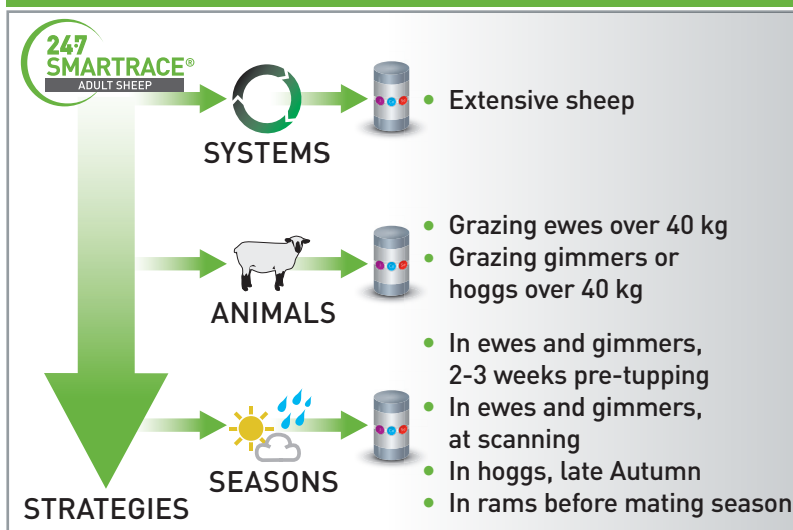 24·7
SMARTRACE®
ADULT SHEEP
SYSTEMS
• Extensive sheep
ANIMALS
• Grazing ewes over 40 kg
• Grazing gimmers or
hoggs over 40 kg
SEASONS
• In ewes and gimmers,
2-3 weeks pre-tupping
• In ewes and gimmers,
at scanning
• In hoggs, late Autumn
• In rams before mating season
STRATEGIES